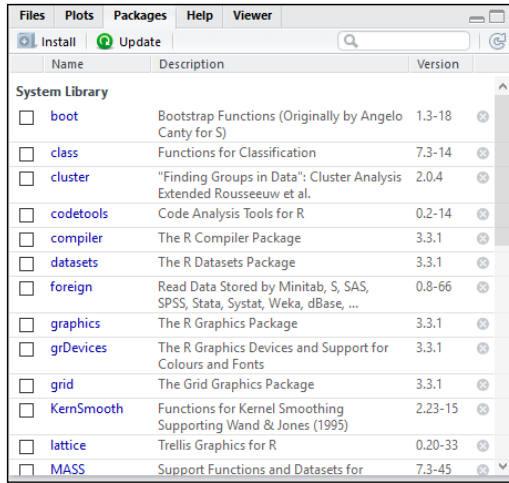 Files Plots Packages Help Viewer
Install Update
Name Description Version
System Library
boot Bootstrap Functions (Originally by Angelo 1.3-18
Canty for S)
class Functions for Classification 7.3-14
cluster "Finding Groups in Data": Cluster Analysis 2.0.4
Extended Rousseeuw et al.
codetools Code Analysis Tools for R 0.2-14
compiler The R Compiler Package 3.3.1
datasets The R Datasets Package 3.3.1
foreign Read Data Stored by Minitab, S, SAS, 0.8-66
SPSS, Stata, Systat, Weka, dBase, ...
graphics The R Graphics Package 3.3.1
grDevices The R Graphics Devices and Support for 3.3.1
Colours and Fonts
grid The Grid Graphics Package 3.3.1
KernSmooth Functions for Kernel Smoothing 2.23-15
Supporting Wand & Jones (1995)
lattice Trellis Graphics for R 0.20-33
MASS Support Functions and Datasets for 7.3-45